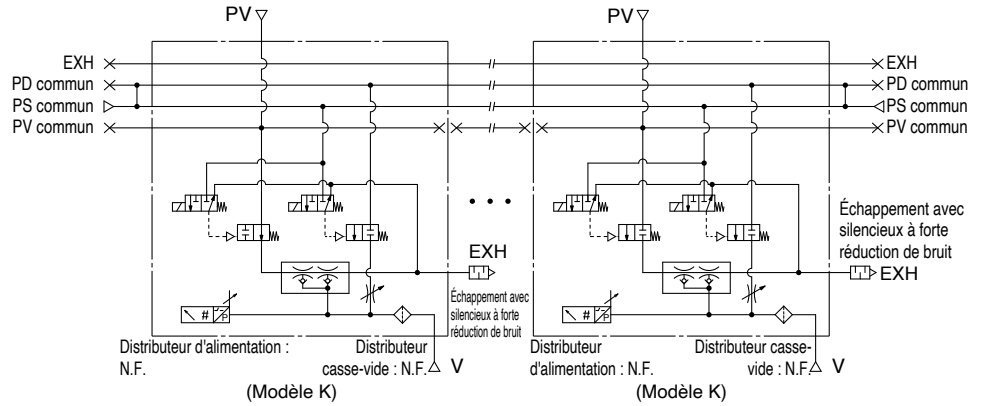 PV
PV
EXH
EXH
PD commun
PD commun
PS commun
PS commun
PV commun
PV commun
EXH
Échappement avec
silencieux à forte
réduction de bruit
Échappement avec
silencieux à forte
réduction de bruit
EXH
#
P
#
P
Distributeur d'alimentation :
N.F.
Distributeur
casse-vide : N.F.
V
(Modèle K)
Distributeur
d'alimentation : N.F.
Distributeur casse-
vide : N.F.
V
(Modèle K)